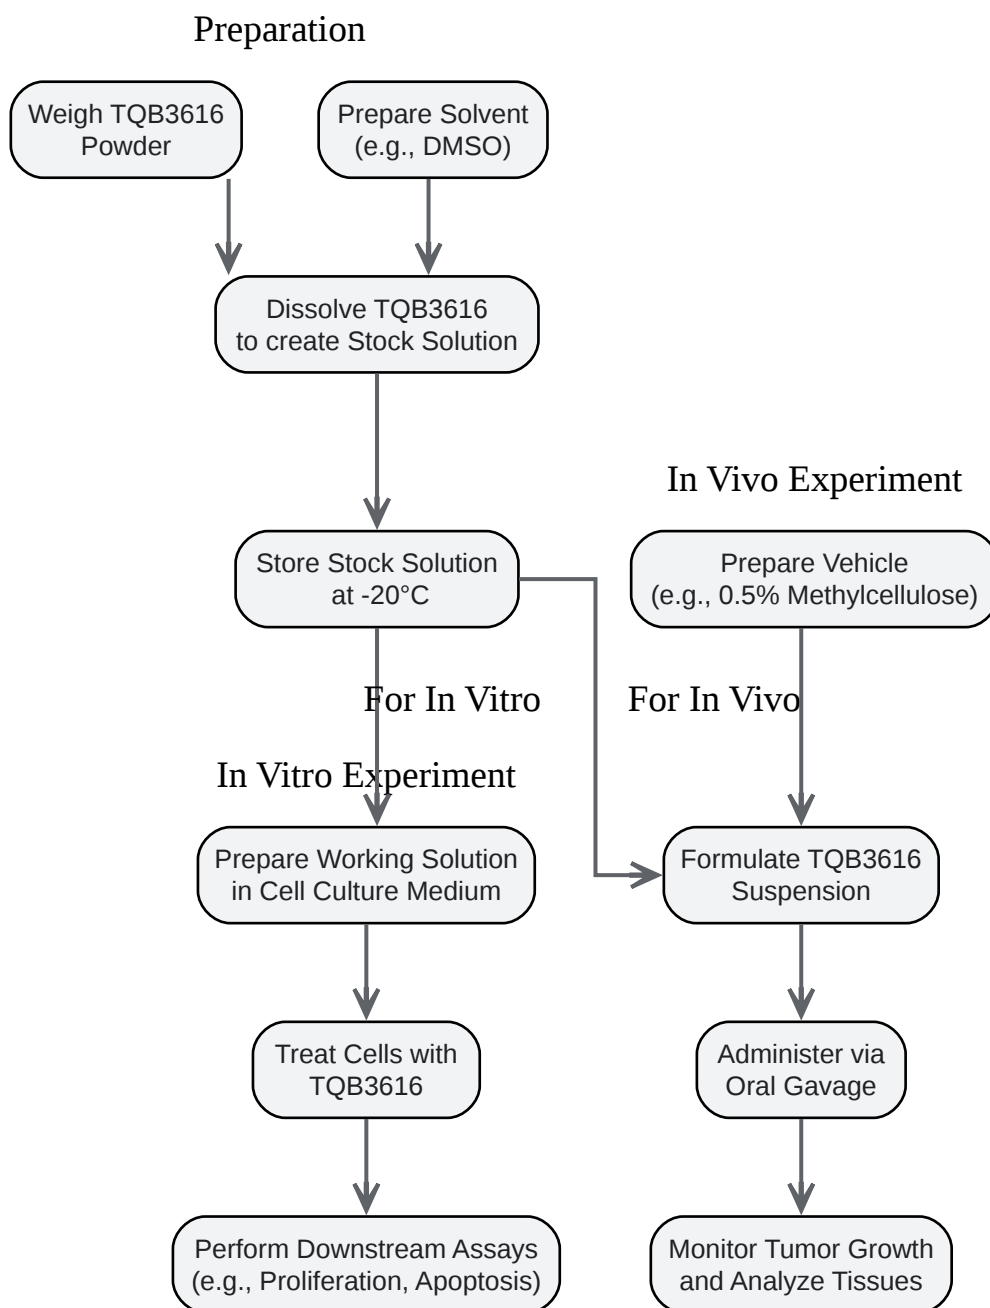 Preparation
Weigh TQB3616
Powder
Prepare Solvent
(e.g., DMSO)
Dissolve TQB3616
to create Stock Solution
In Vivo Experiment
Store Stock Solution
at -20°C
Prepare Vehicle
(e.g., 0.5% Methylcellulose)
For In Vitro
For In Vivo
In Vitro Experiment
Prepare Working Solution
in Cell Culture Medium
Formulate TQB3616
Suspension
Treat Cells with
TQB3616
Administer via
Oral Gavage
Perform Downstream Assays
(e.g., Proliferation, Apoptosis)
Monitor Tumor Growth
and Analyze Tissues